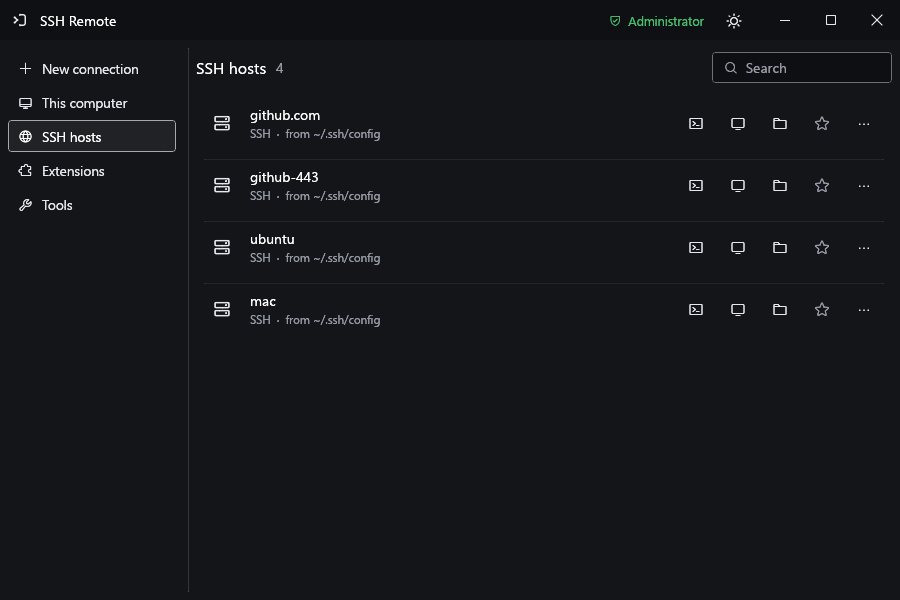 SSH Remote
Administrator
New connection
This computer
SSH hosts
Extensions
Tools
SSH hosts 4
Search
github.com
SSH · from ~/.ssh/config
github-443
SSH · from ~/.ssh/config
ubuntu
SSH · from ~/.ssh/config
mac
SSH · from ~/.ssh/config